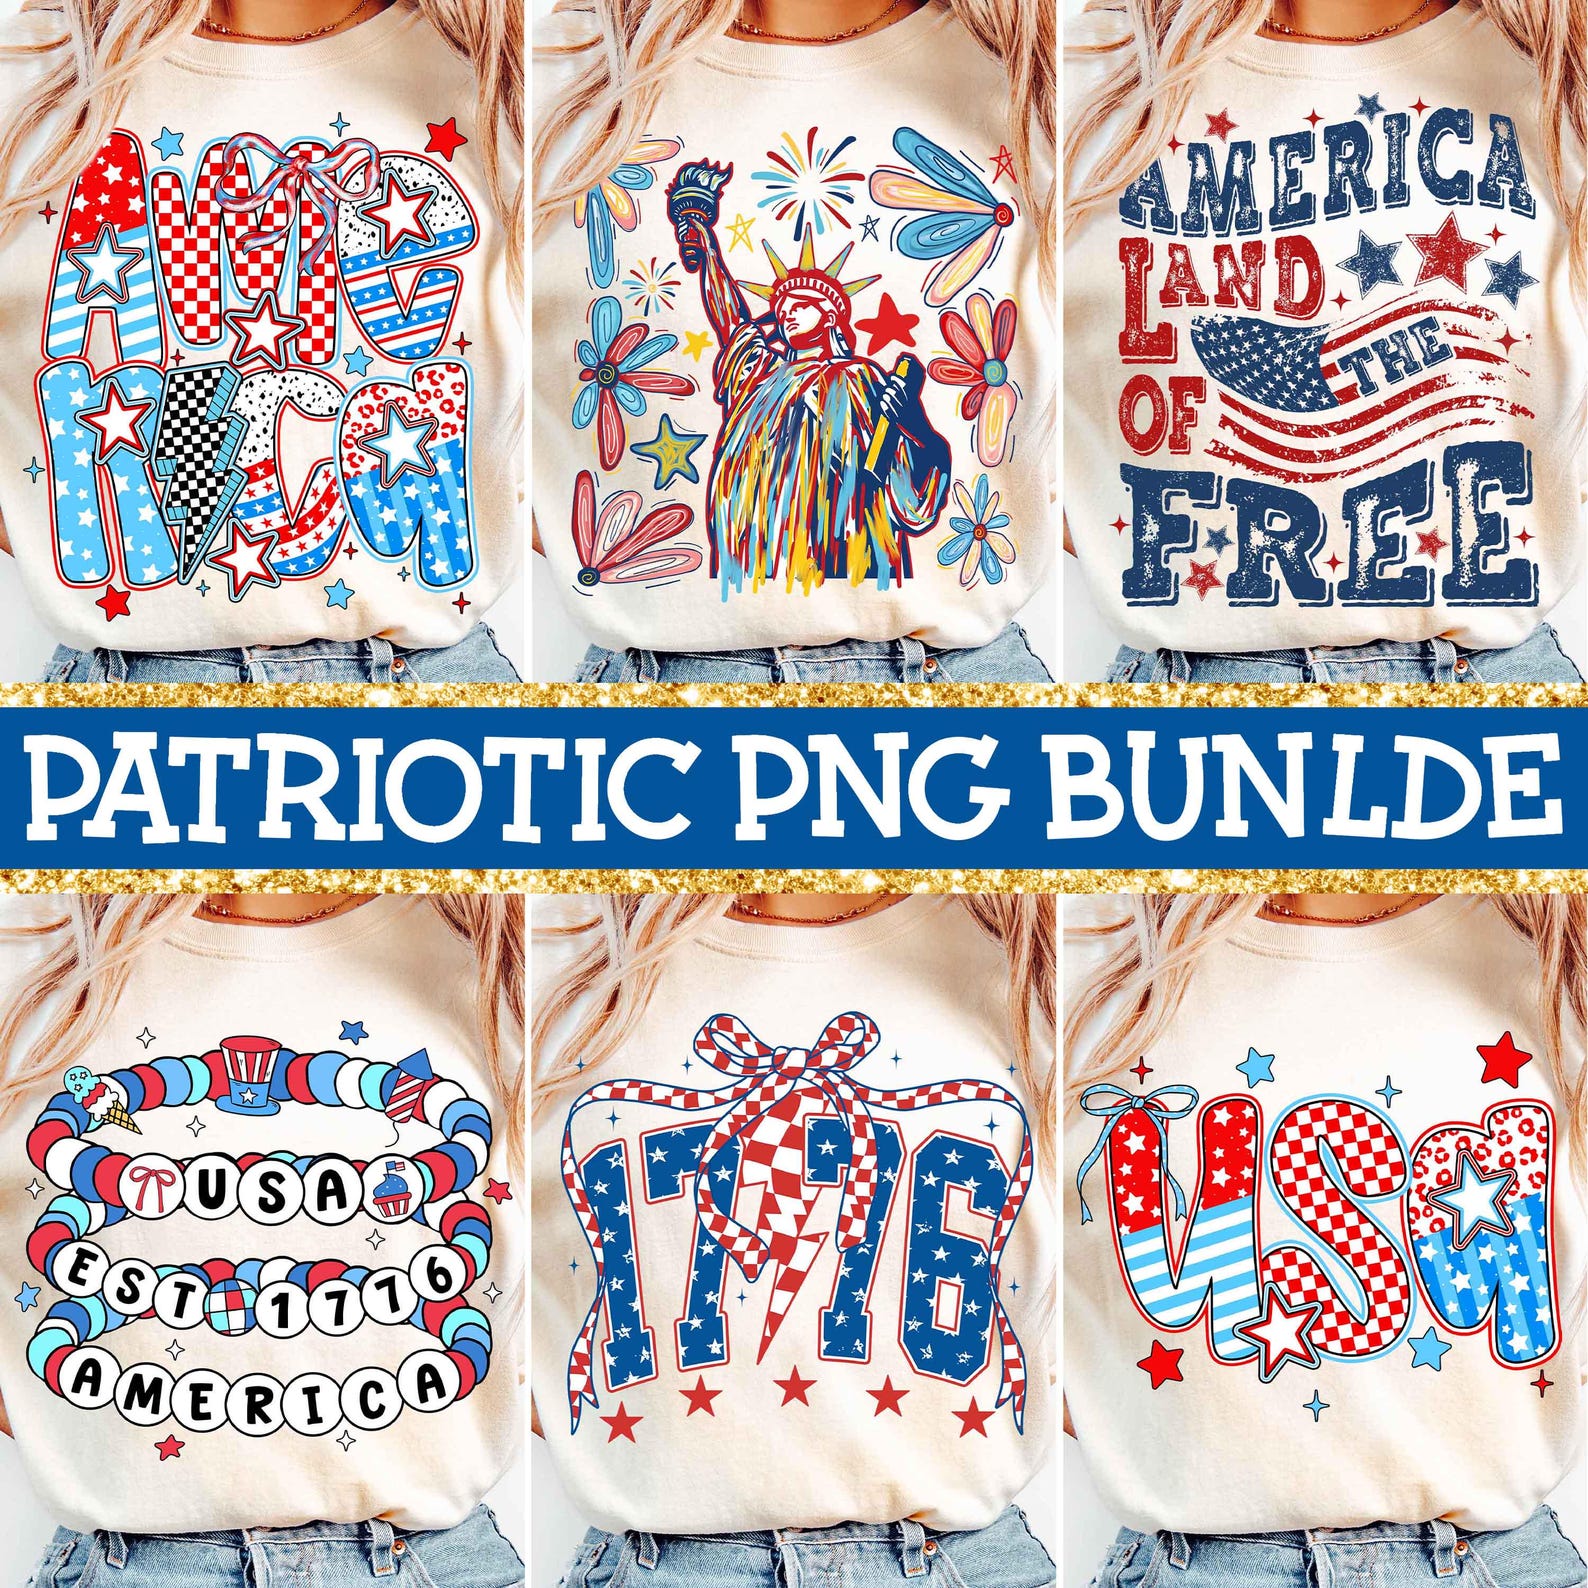 Ame
rica
AMERICA
LAND
OF THE
FREE
PATRIOTIC PNG BUNLDE
USA
EST 1776
AMERICA
1776
USa